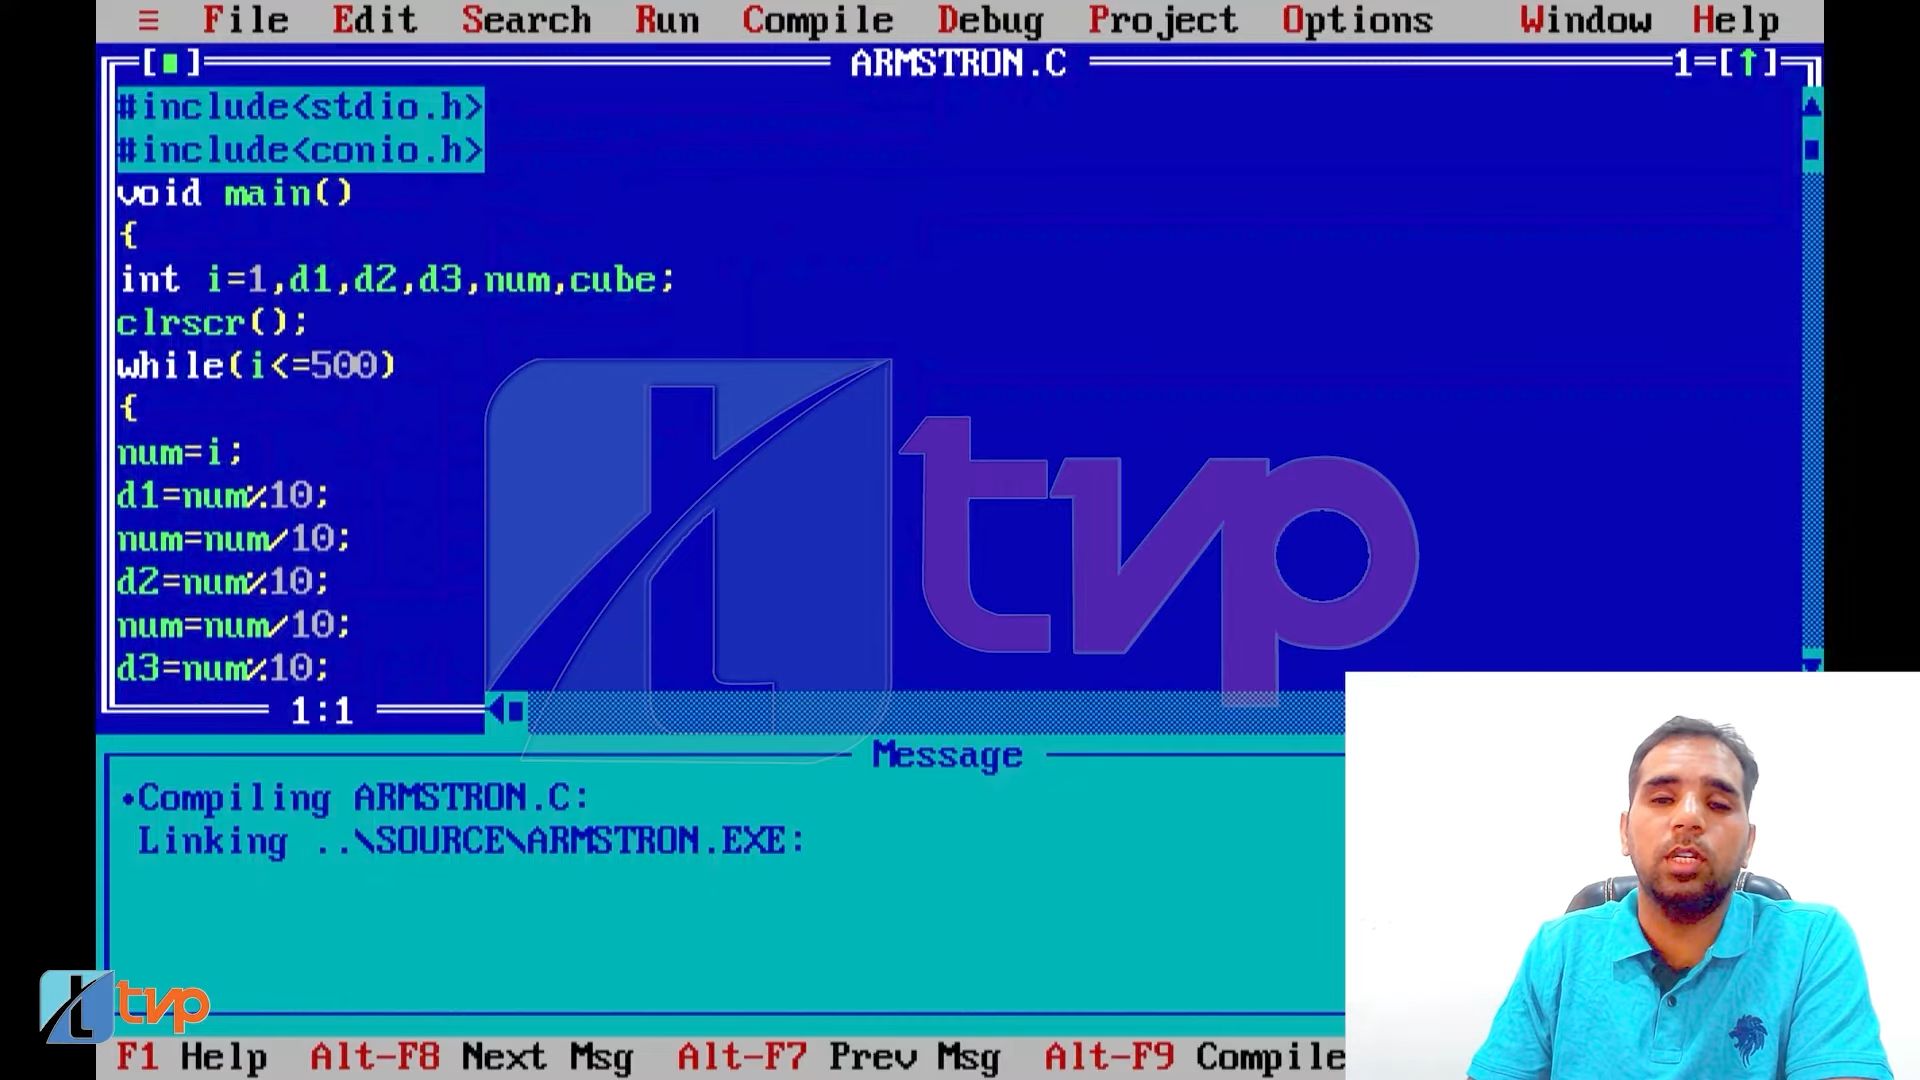 ≡ File Edit Search Run Compile Debug Project Options Window Help
[■] ARMSTRON.C 1=[↑]
#include<stdio.h>
#include<conio.h>
void main()
{
int i=1,d1,d2,d3,num,cube;
clrscr();
while(i<=500)
{
num=i;
d1=num%10;
num=num/10;
d2=num%10;
num=num/10;
d3=num%10;
1:1
tvp
Message
•Compiling ARMSTRON.C:
Linking ..\SOURCE\ARMSTRON.EXE:
tvp
F1 Help Alt-F8 Next Msg Alt-F7 Prev Msg Alt-F9 Compile